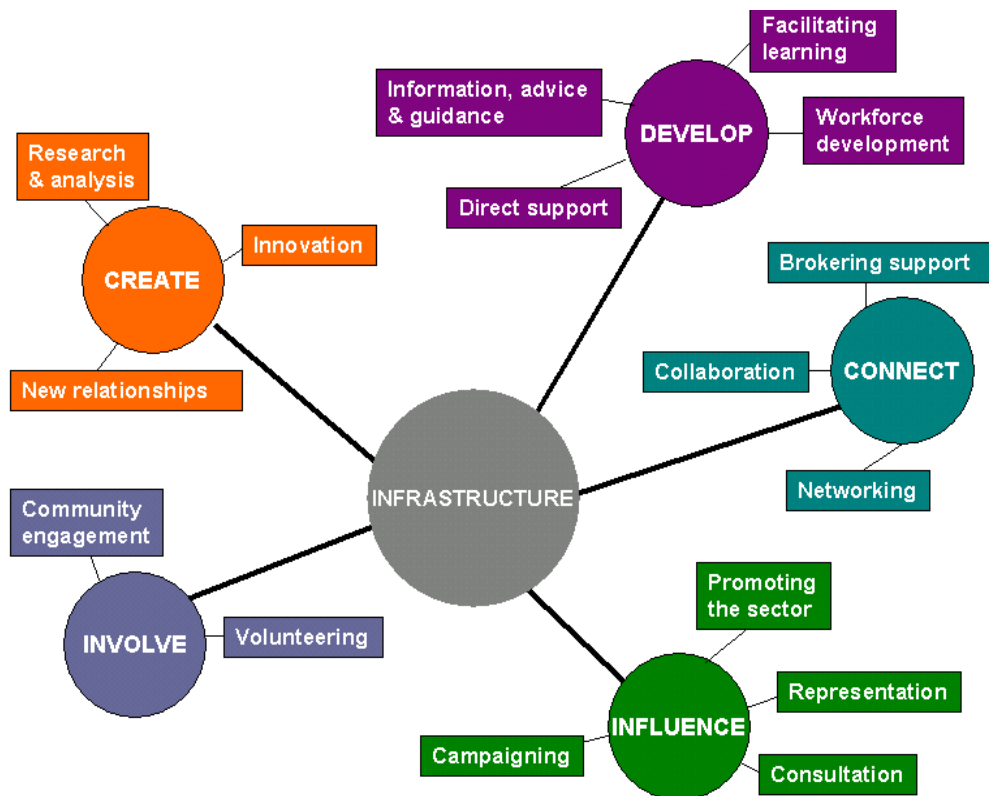 Facilitating
learning
Information, advice
& guidance
DEVELOP
Workforce
development
Direct support
Research
& analysis
Innovation
CREATE
New relationships
Brokering support
Collaboration
CONNECT
Networking
INFRASTRUCTURE
Community
engagement
Volunteering
INVOLVE
Promoting
the sector
Representation
INFLUENCE
Campaigning
Consultation